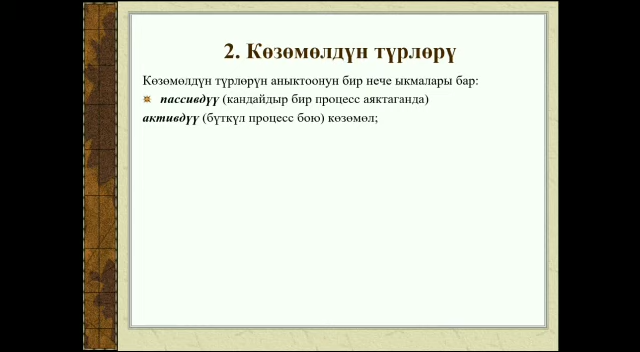 2. Көзөмөлдүн түрлөрү
Көзөмөлдүн түрлөрүн аныктоонун бир нече ыкмалары бар:
пассивдүү (кандайдыр бир процесс аяктаганда)
активдүү (бүткүл процесс бою) көзөмөл;